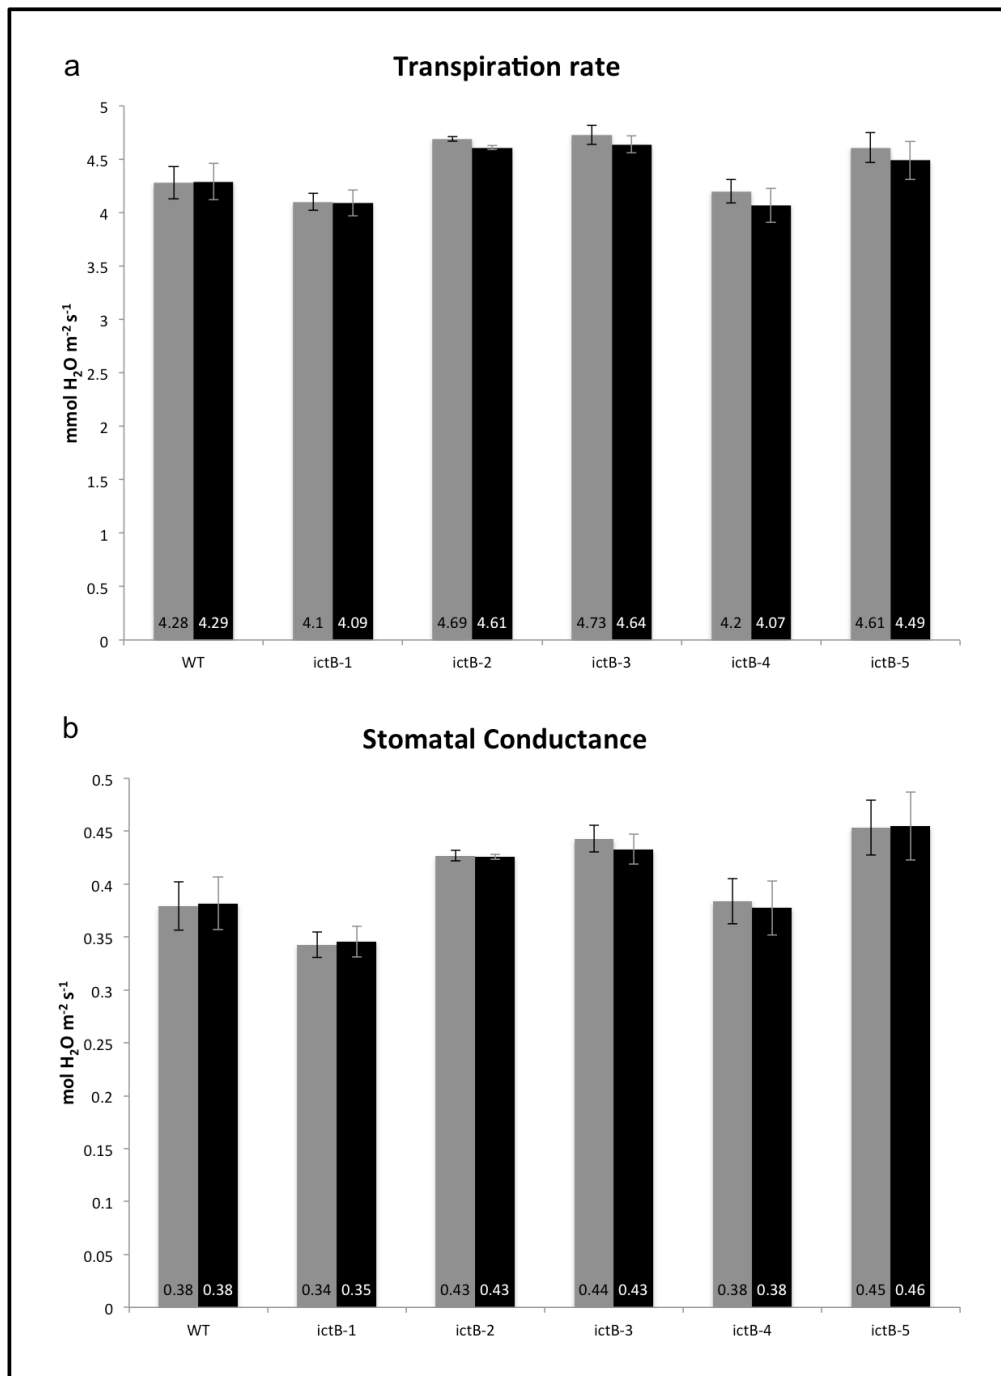 a
Transpiration rate
mmol H₂O m⁻² s⁻¹
5
4.5
4
3.5
3
2.5
2
1.5
1
0.5
0
4.28 4.29 4.1 4.09 4.69 4.61 4.73 4.64 4.2 4.07 4.61 4.49
WT ictB-1 ictB-2 ictB-3 ictB-4 ictB-5
b
Stomatal Conductance
mol H₂O m⁻² s⁻¹
0.5
0.45
0.4
0.35
0.3
0.25
0.2
0.15
0.1
0.05
0
0.38 0.38 0.34 0.35 0.43 0.43 0.44 0.43 0.38 0.38 0.45 0.46
WT ictB-1 ictB-2 ictB-3 ictB-4 ictB-5